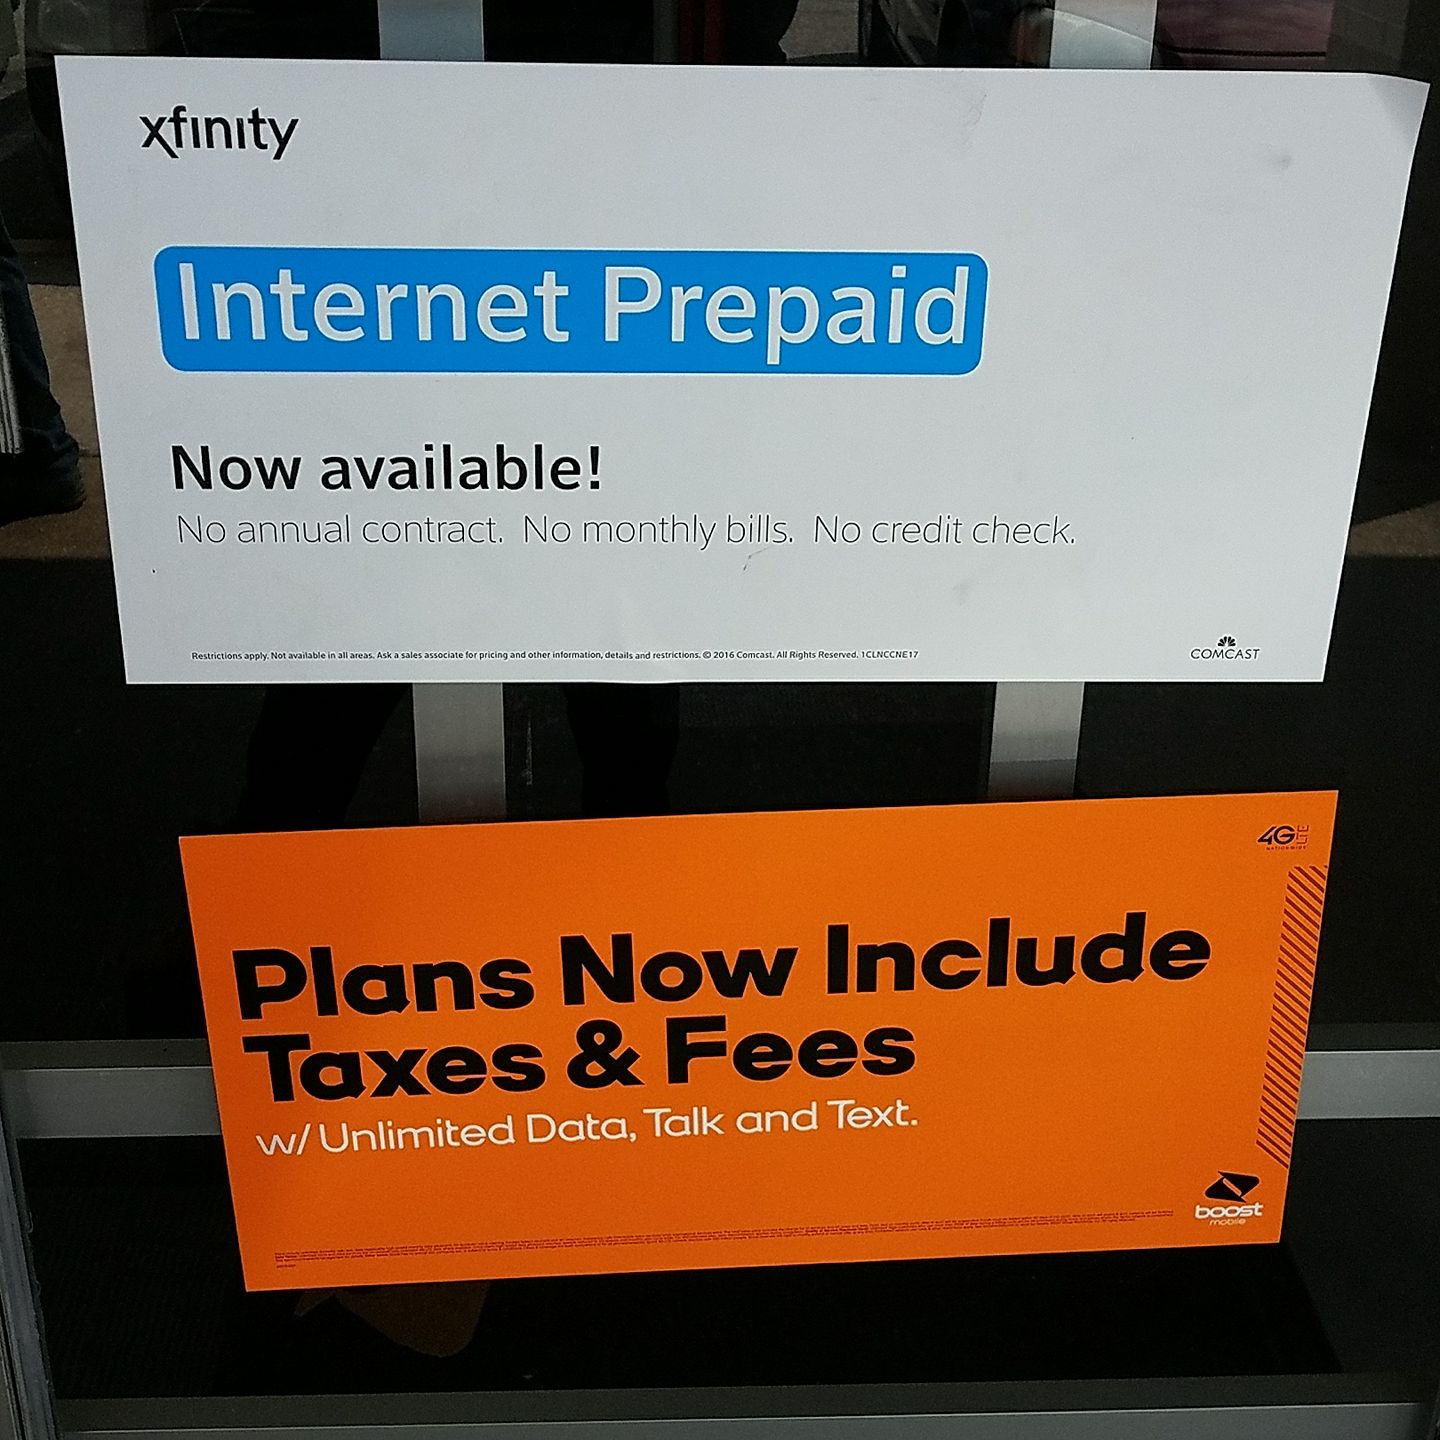 xfinity
Internet Prepaid
Now available!
No annual contract. No monthly bills. No credit check.
Restrictions apply. Not available in all areas. Ask a sales associate for pricing and other information, details and restrictions. © 2016 Comcast. All Rights Reserved. 1CLNCCNE17
COMCAST
4G LTE
NATIONWIDE
Plans Now Include
Taxes & Fees
w/ Unlimited Data, Talk and Text.
boost
mobile